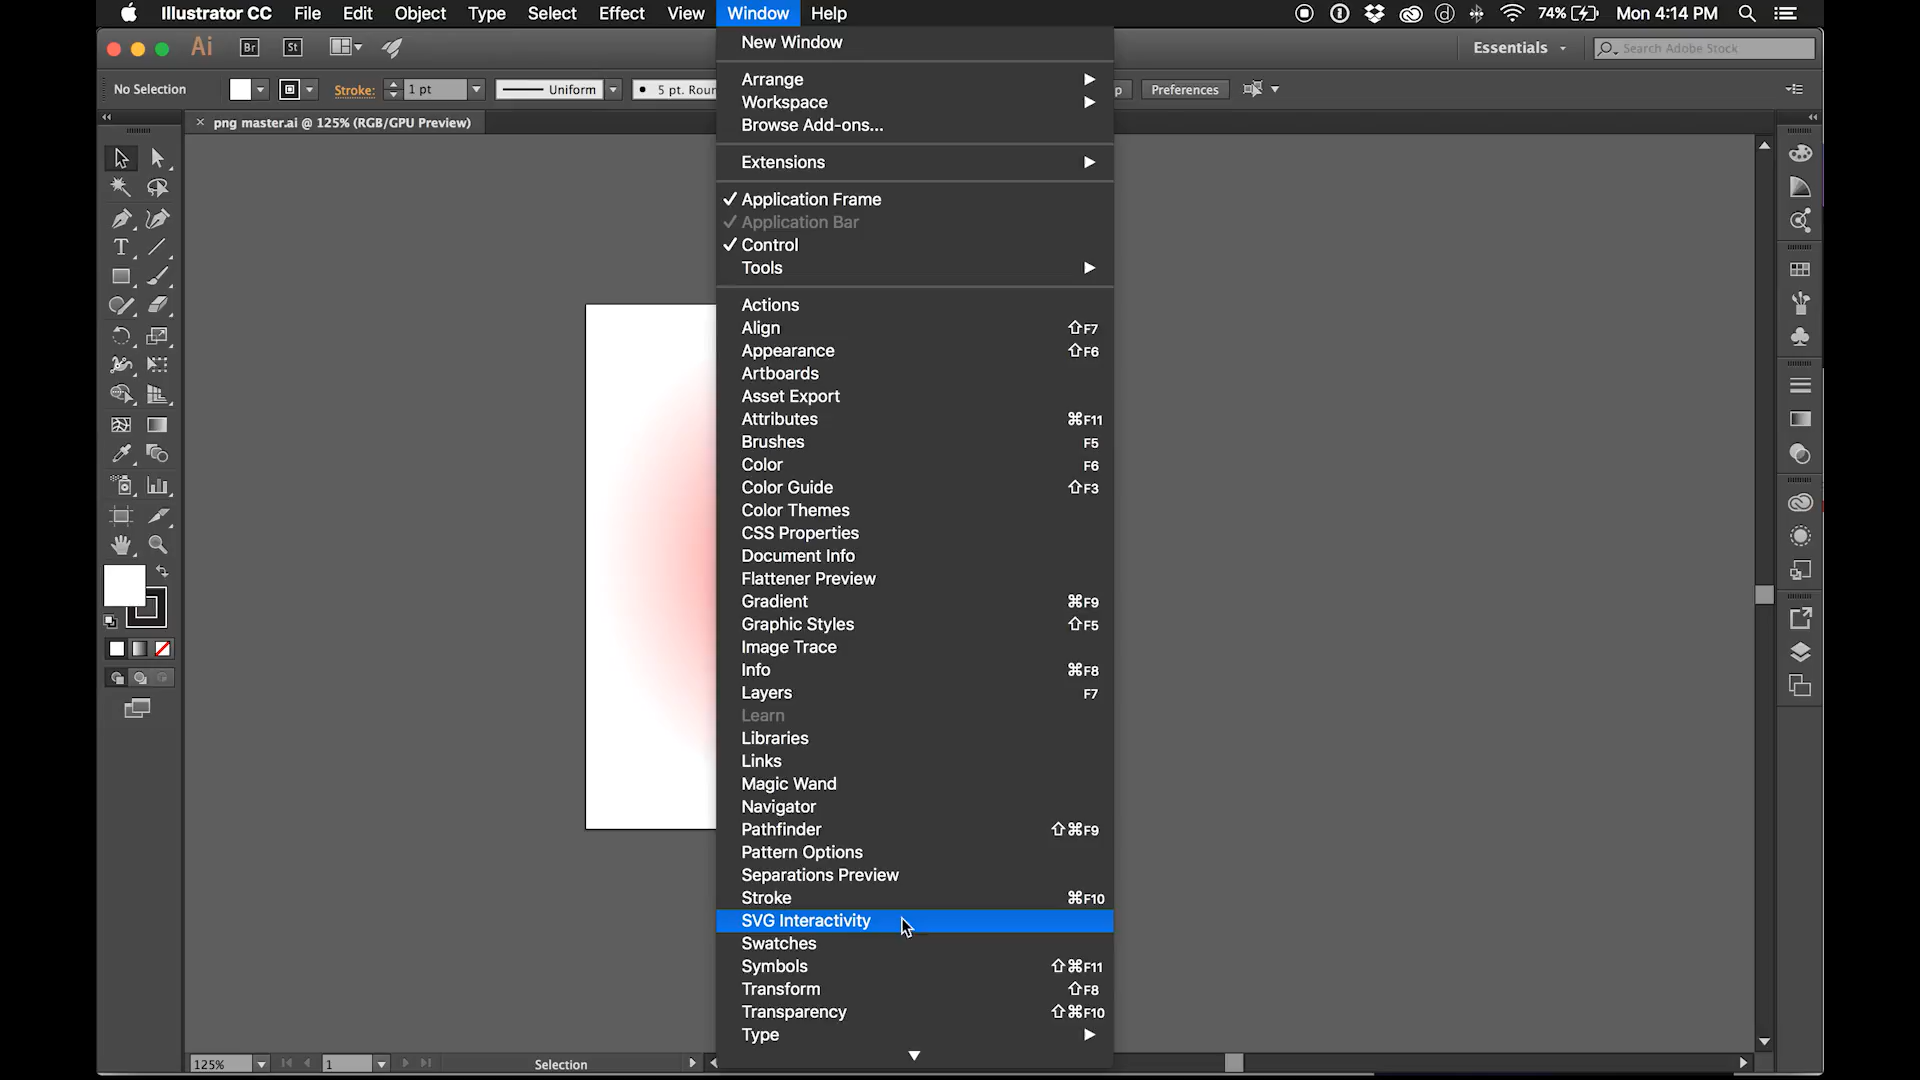 Illustrator CC File Edit Object Type Select Effect View Window Help 74% Mon 4:14 PM
Ai Br St Essentials Search Adobe Stock
No Selection Stroke: 1 pt Uniform 5 pt. Roun p Preferences
× png master.ai @ 125% (RGB/GPU Preview)
New Window
Arrange
Workspace
Browse Add-ons...
Extensions
✓ Application Frame
✓ Application Bar
✓ Control
Tools
Actions
Align ⇧F7
Appearance ⇧F6
Artboards
Asset Export
Attributes ⌘F11
Brushes F5
Color F6
Color Guide ⇧F3
Color Themes
CSS Properties
Document Info
Flattener Preview
Gradient ⌘F9
Graphic Styles ⇧F5
Image Trace
Info ⌘F8
Layers F7
Learn
Libraries
Links
Magic Wand
Navigator
Pathfinder ⇧⌘F9
Pattern Options
Separations Preview
Stroke ⌘F10
SVG Interactivity
Swatches
Symbols ⇧⌘F11
Transform ⇧F8
Transparency ⇧⌘F10
Type
125% 1 Selection